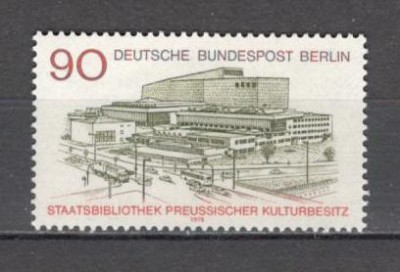 90 DEUTSCHE BUNDESPOST BERLIN
STAATSBIBLIOTHEK PREUSSISCHER KULTURBESITZ
1978